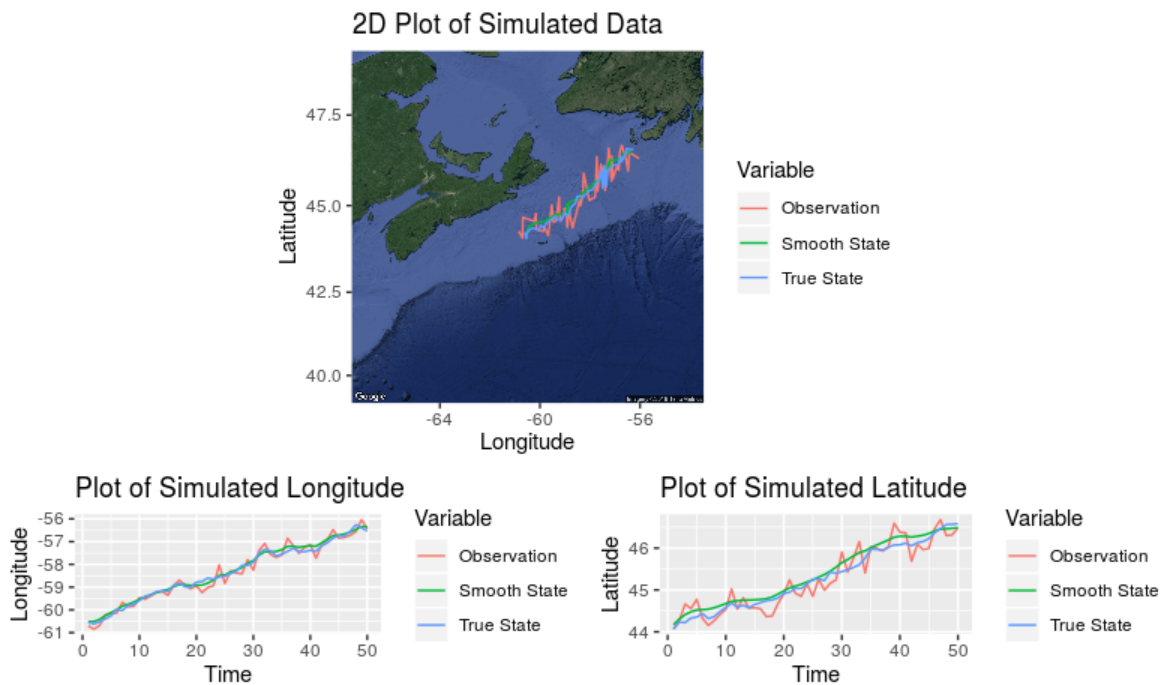 2D Plot of Simulated Data
47.5
45.0
42.5
40.0
Latitude
Google
-64 -60 -56
Longitude
Variable
Observation
Smooth State
True State
Plot of Simulated Longitude
-56
-57
-58
-59
-60
-61
Longitude
0 10 20 30 40 50
Time
Variable
Observation
Smooth State
True State
Plot of Simulated Latitude
46
45
44
Latitude
0 10 20 30 40 50
Time
Variable
Observation
Smooth State
True State